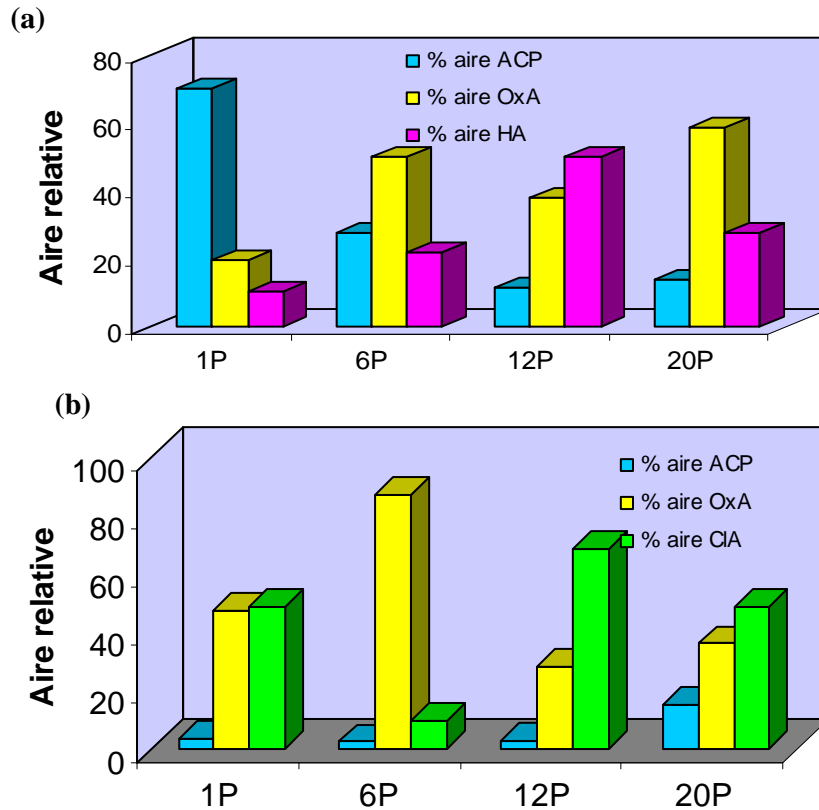 (a)
Aire relative
80
60
40
20
0
% aire ACP
% aire OxA
% aire HA
1P 6P 12P 20P
(b)
Aire relative
100
80
60
40
20
0
% aire ACP
% aire OxA
% aire ClA
1P 6P 12P 20P